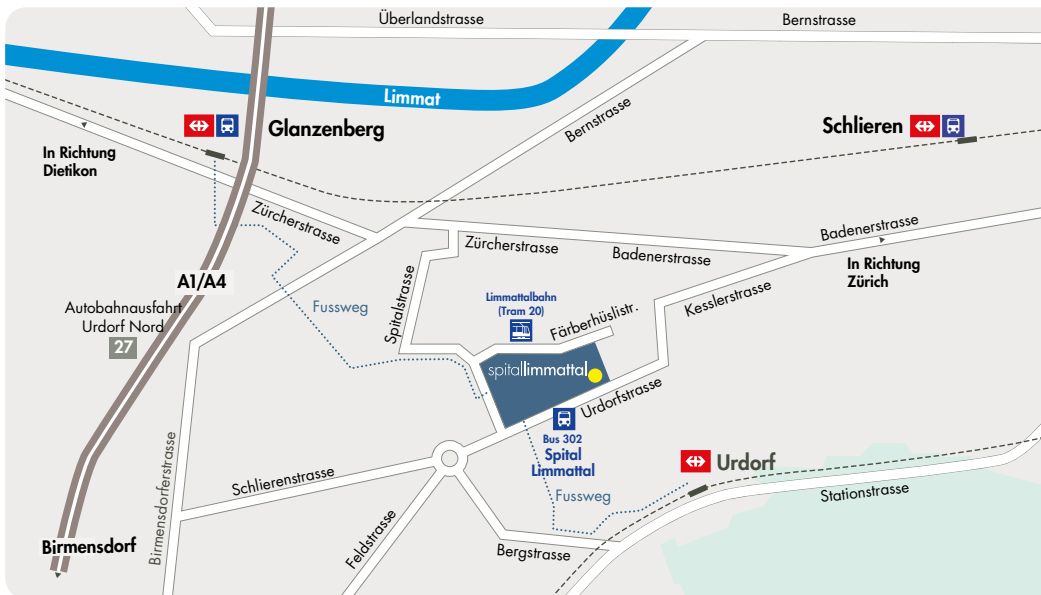 Überlandstrasse
Bernstrasse
Limmat
Bernstrasse
Glanzenberg
Schlieren
In Richtung
Dietikon
Zürcherstrasse
Zürcherstrasse
Badenerstrasse
Badenerstrasse
In Richtung
Zürich
A1/A4
Autobahnausfahrt
Urdorf Nord
27
Fussweg
Spitalstrasse
Limmattalbahn
(Tram 20)
Färberhüslistr.
Kesslerstrasse
spitallimmattal
Urdorfstrasse
Bus 302
Spital
Limmattal
Urdorf
Birmensdorferstrasse
Schlierenstrasse
Fussweg
Stationstrasse
Feldstrasse
Bergstrasse
Birmensdorf